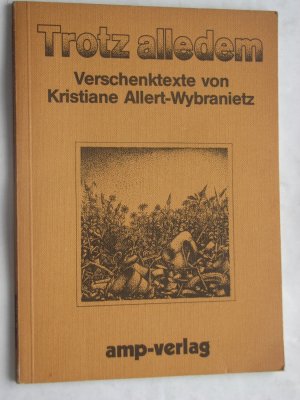 Trotz alledem
Verschenktexte von
Kristiane Allert-Wybranietz
amp-verlag